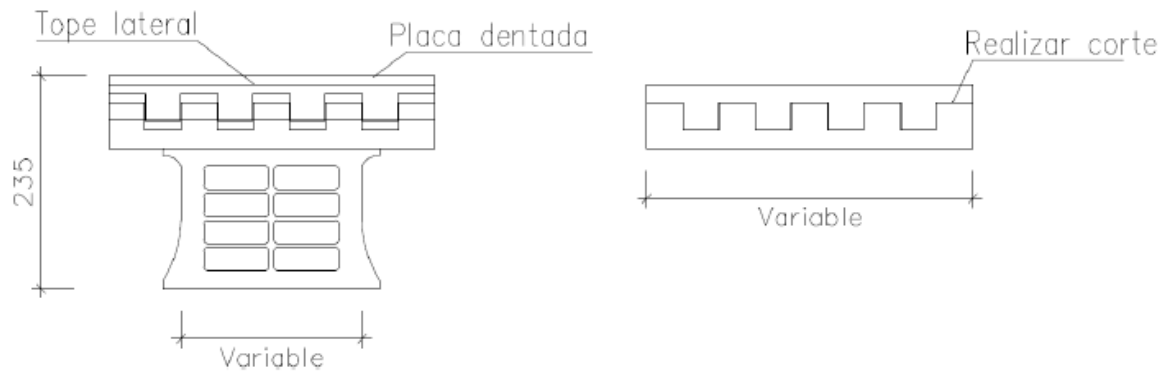 Tope lateral
Placa dentada
Realizar corte
235
Variable
Variable